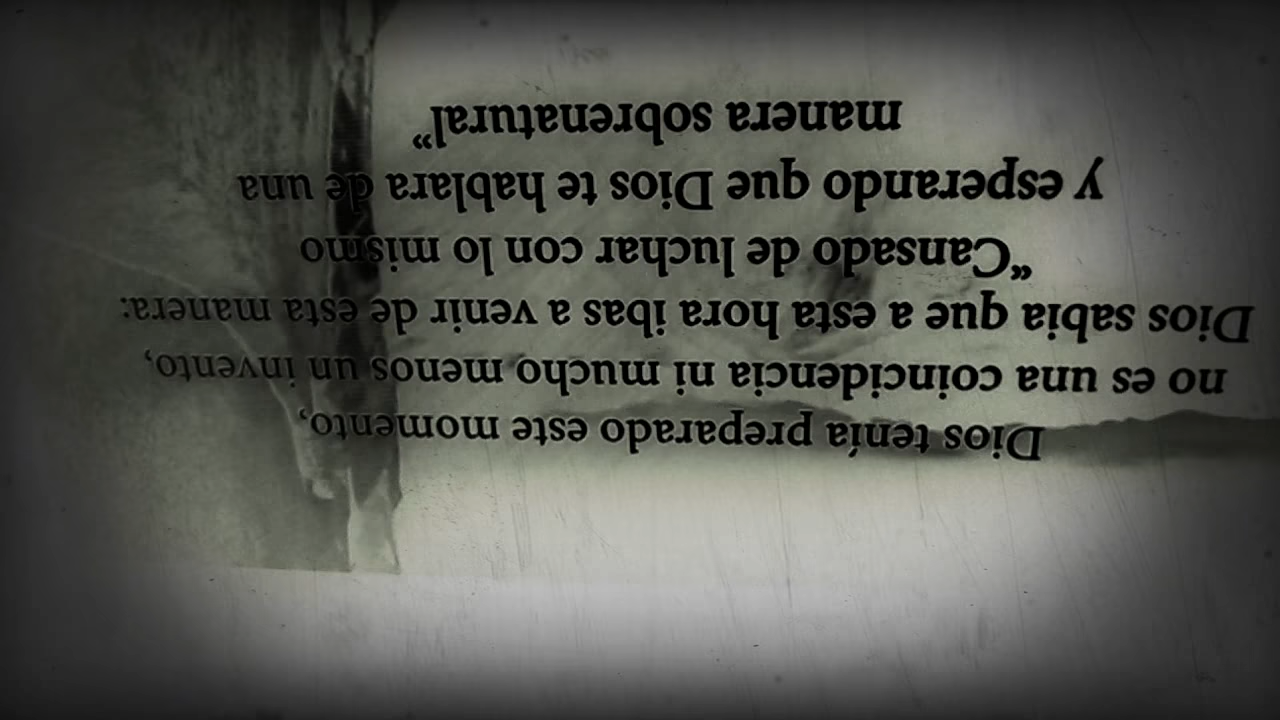 Dios tenía preparado este momento,
no es una coincidencia ni mucho menos un invento,
Dios sabia que a esta hora ibas a venir de esta manera:
“Cansado de luchar con lo mismo
y esperando que Dios te hablara de una
manera sobrenatural”